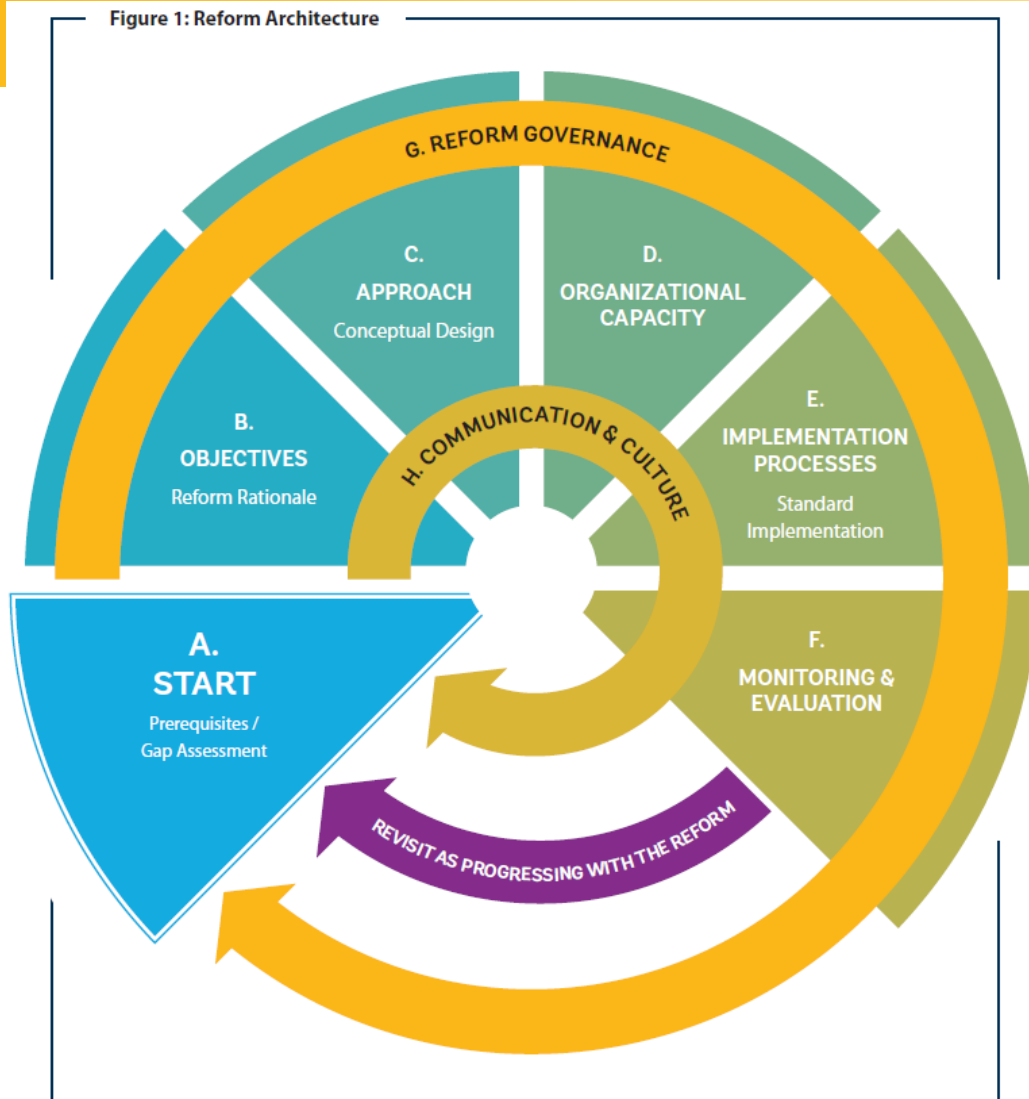 Figure 1: Reform Architecture
G. REFORM GOVERNANCE
C.
APPROACH
Conceptual Design
D.
ORGANIZATIONAL
CAPACITY
B.
OBJECTIVES
Reform Rationale
H. COMMUNICATION & CULTURE
E.
IMPLEMENTATION
PROCESSES
Standard
Implementation
A.
START
Prerequisites /
Gap Assessment
F.
MONITORING &
EVALUATION
REVISIT AS PROGRESSING WITH THE REFORM